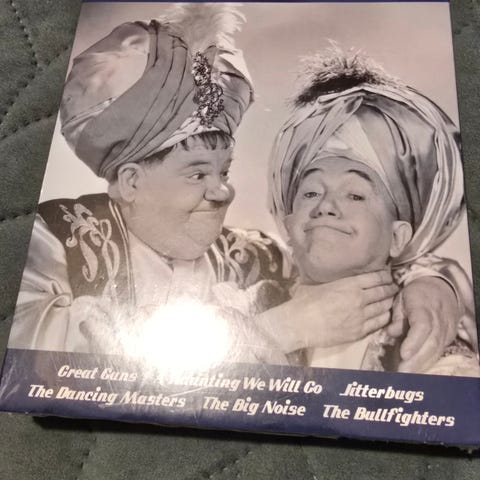 Great Guns Haunting We Will Go Jitterbugs
The Dancing Masters The Big Noise The Bullfighters